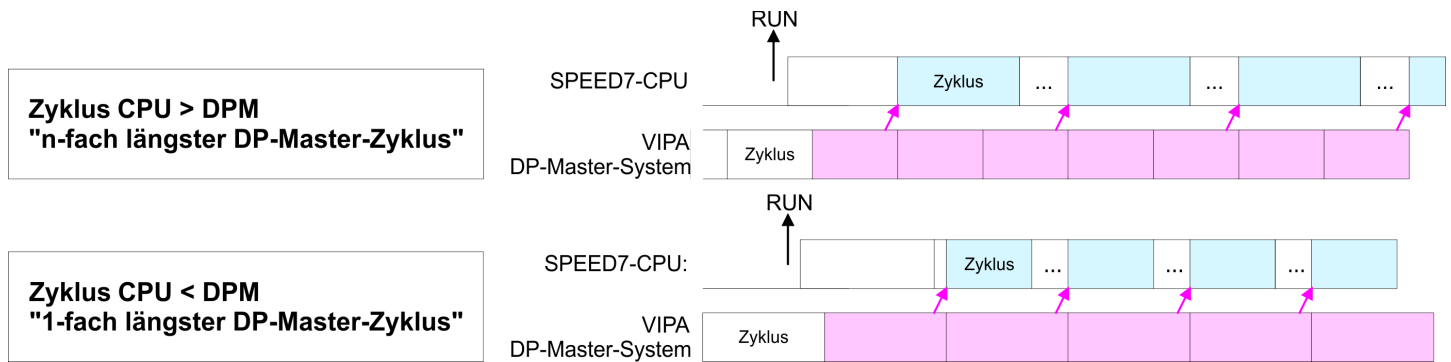 RUN
SPEED7-CPU
Zyklus
...
...
...
Zyklus CPU > DPM
"n-fach längster DP-Master-Zyklus"
VIPA
DP-Master-System
Zyklus
RUN
SPEED7-CPU:
Zyklus
...
...
...
Zyklus CPU < DPM
"1-fach längster DP-Master-Zyklus"
VIPA
DP-Master-System
Zyklus